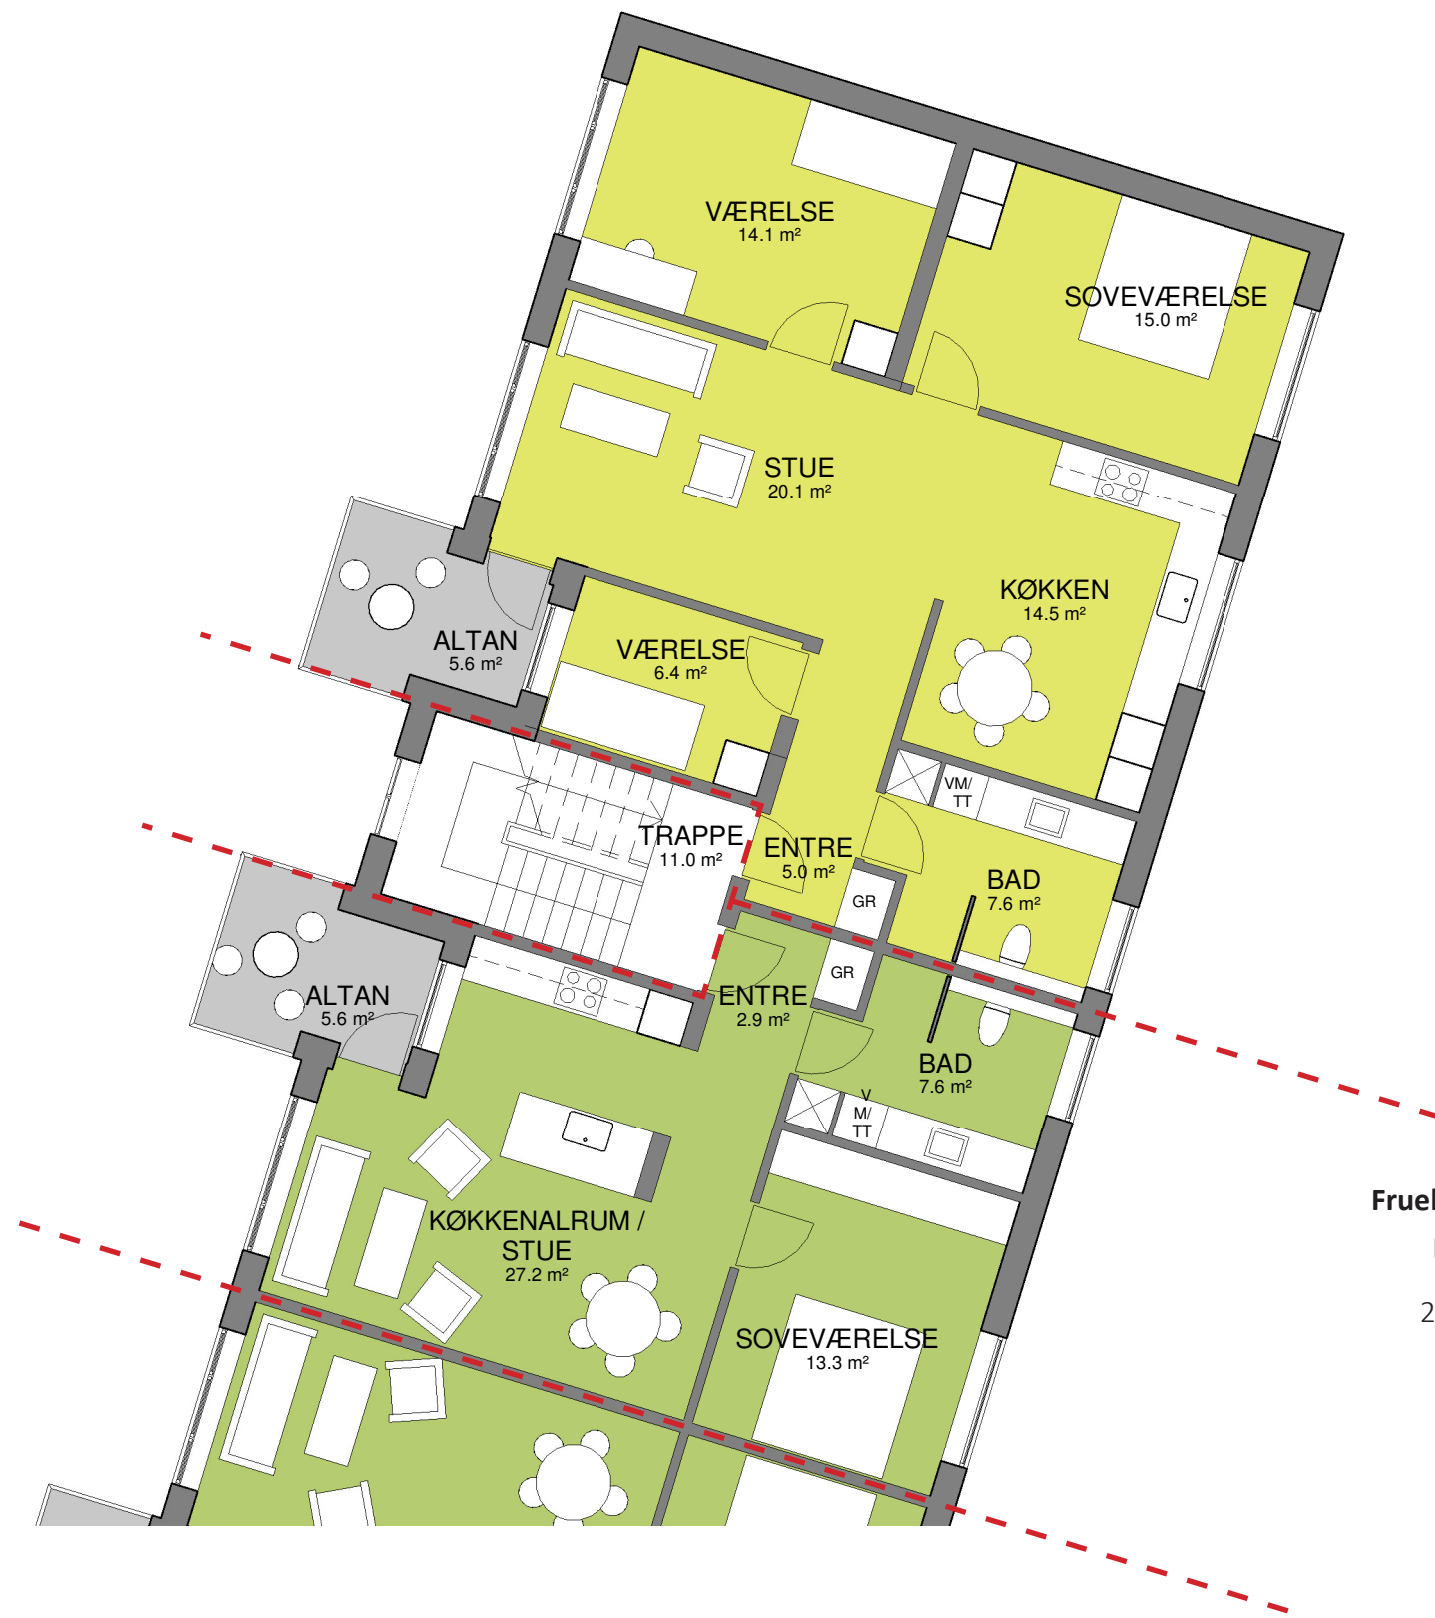 VÆRELSE
14.1 m²
SOVEVÆRELSE
15.0 m²
STUE
20.1 m²
KØKKEN
14.5 m²
ALTAN
5.6 m²
VÆRELSE
6.4 m²
VM/
TT
TRAPPE
11.0 m²
ENTRE
5.0 m²
BAD
7.6 m²
GR
GR
ALTAN
5.6 m²
ENTRE
2.9 m²
BAD
7.6 m²
V
M/
TT
KØKKENALRUM /
STUE
27.2 m²
SOVEVÆRELSE
13.3 m²
2